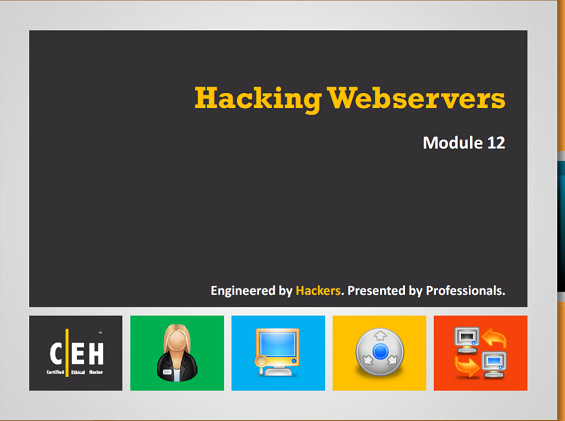 Hacking Webservers
Module 12
Engineered by Hackers. Presented by Professionals.
C|EH
Certified Ethical Hacker